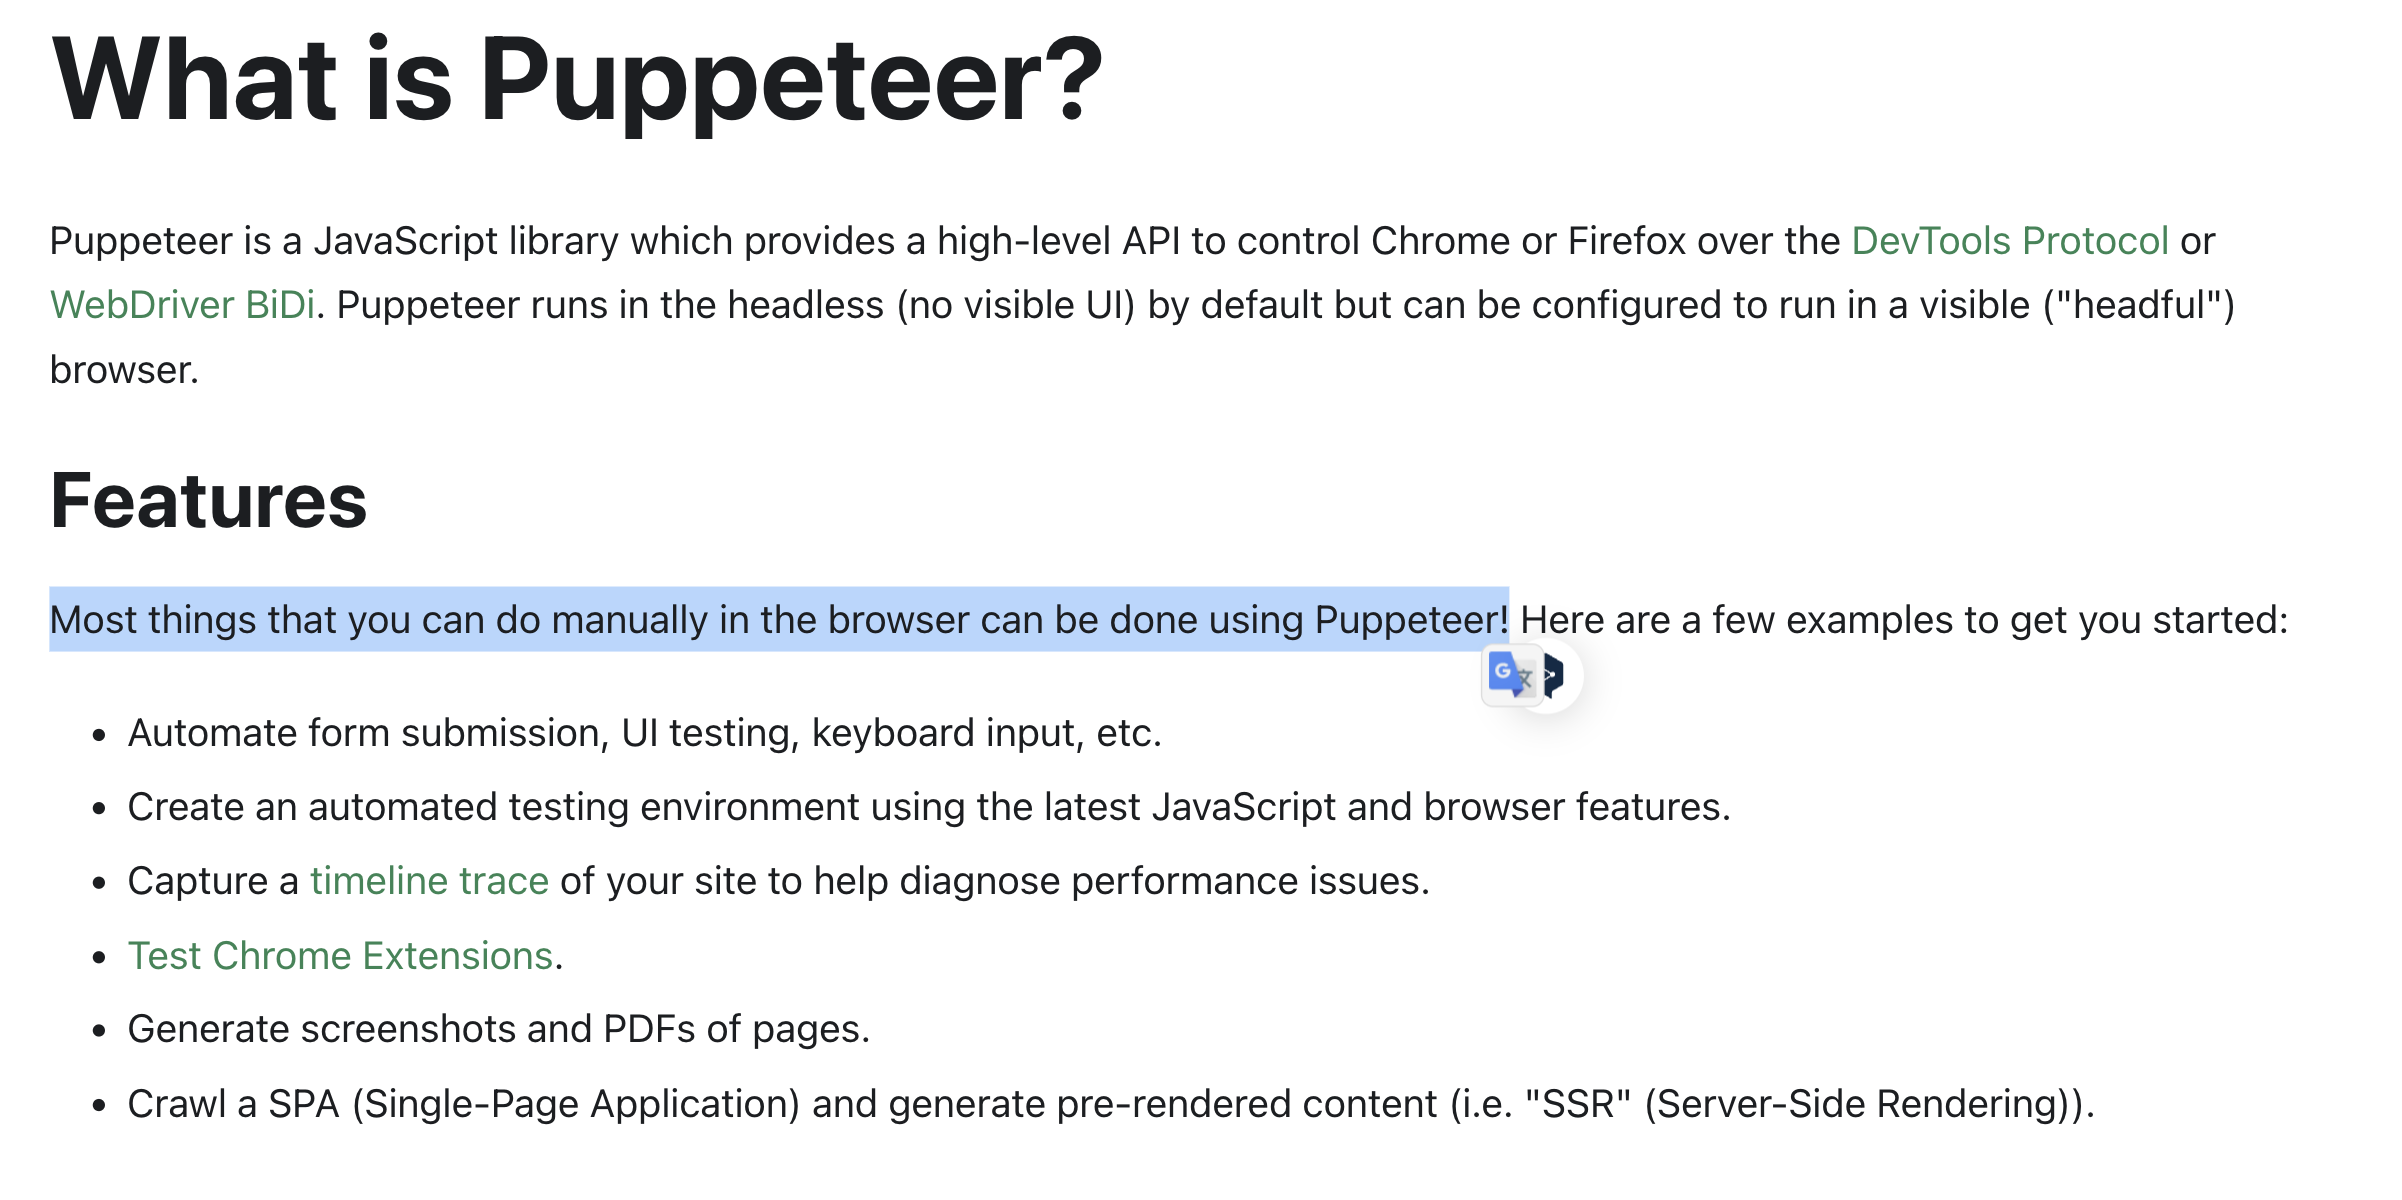 What is Puppeteer?
Puppeteer is a JavaScript library which provides a high-level API to control Chrome or Firefox over the DevTools Protocol or
WebDriver BiDi. Puppeteer runs in the headless (no visible UI) by default but can be configured to run in a visible ("headful")
browser.
Features
Most things that you can do manually in the browser can be done using Puppeteer! Here are a few examples to get you started:
G文
• Automate form submission, UI testing, keyboard input, etc.
• Create an automated testing environment using the latest JavaScript and browser features.
• Capture a timeline trace of your site to help diagnose performance issues.
• Test Chrome Extensions.
• Generate screenshots and PDFs of pages.
• Crawl a SPA (Single-Page Application) and generate pre-rendered content (i.e. "SSR" (Server-Side Rendering)).